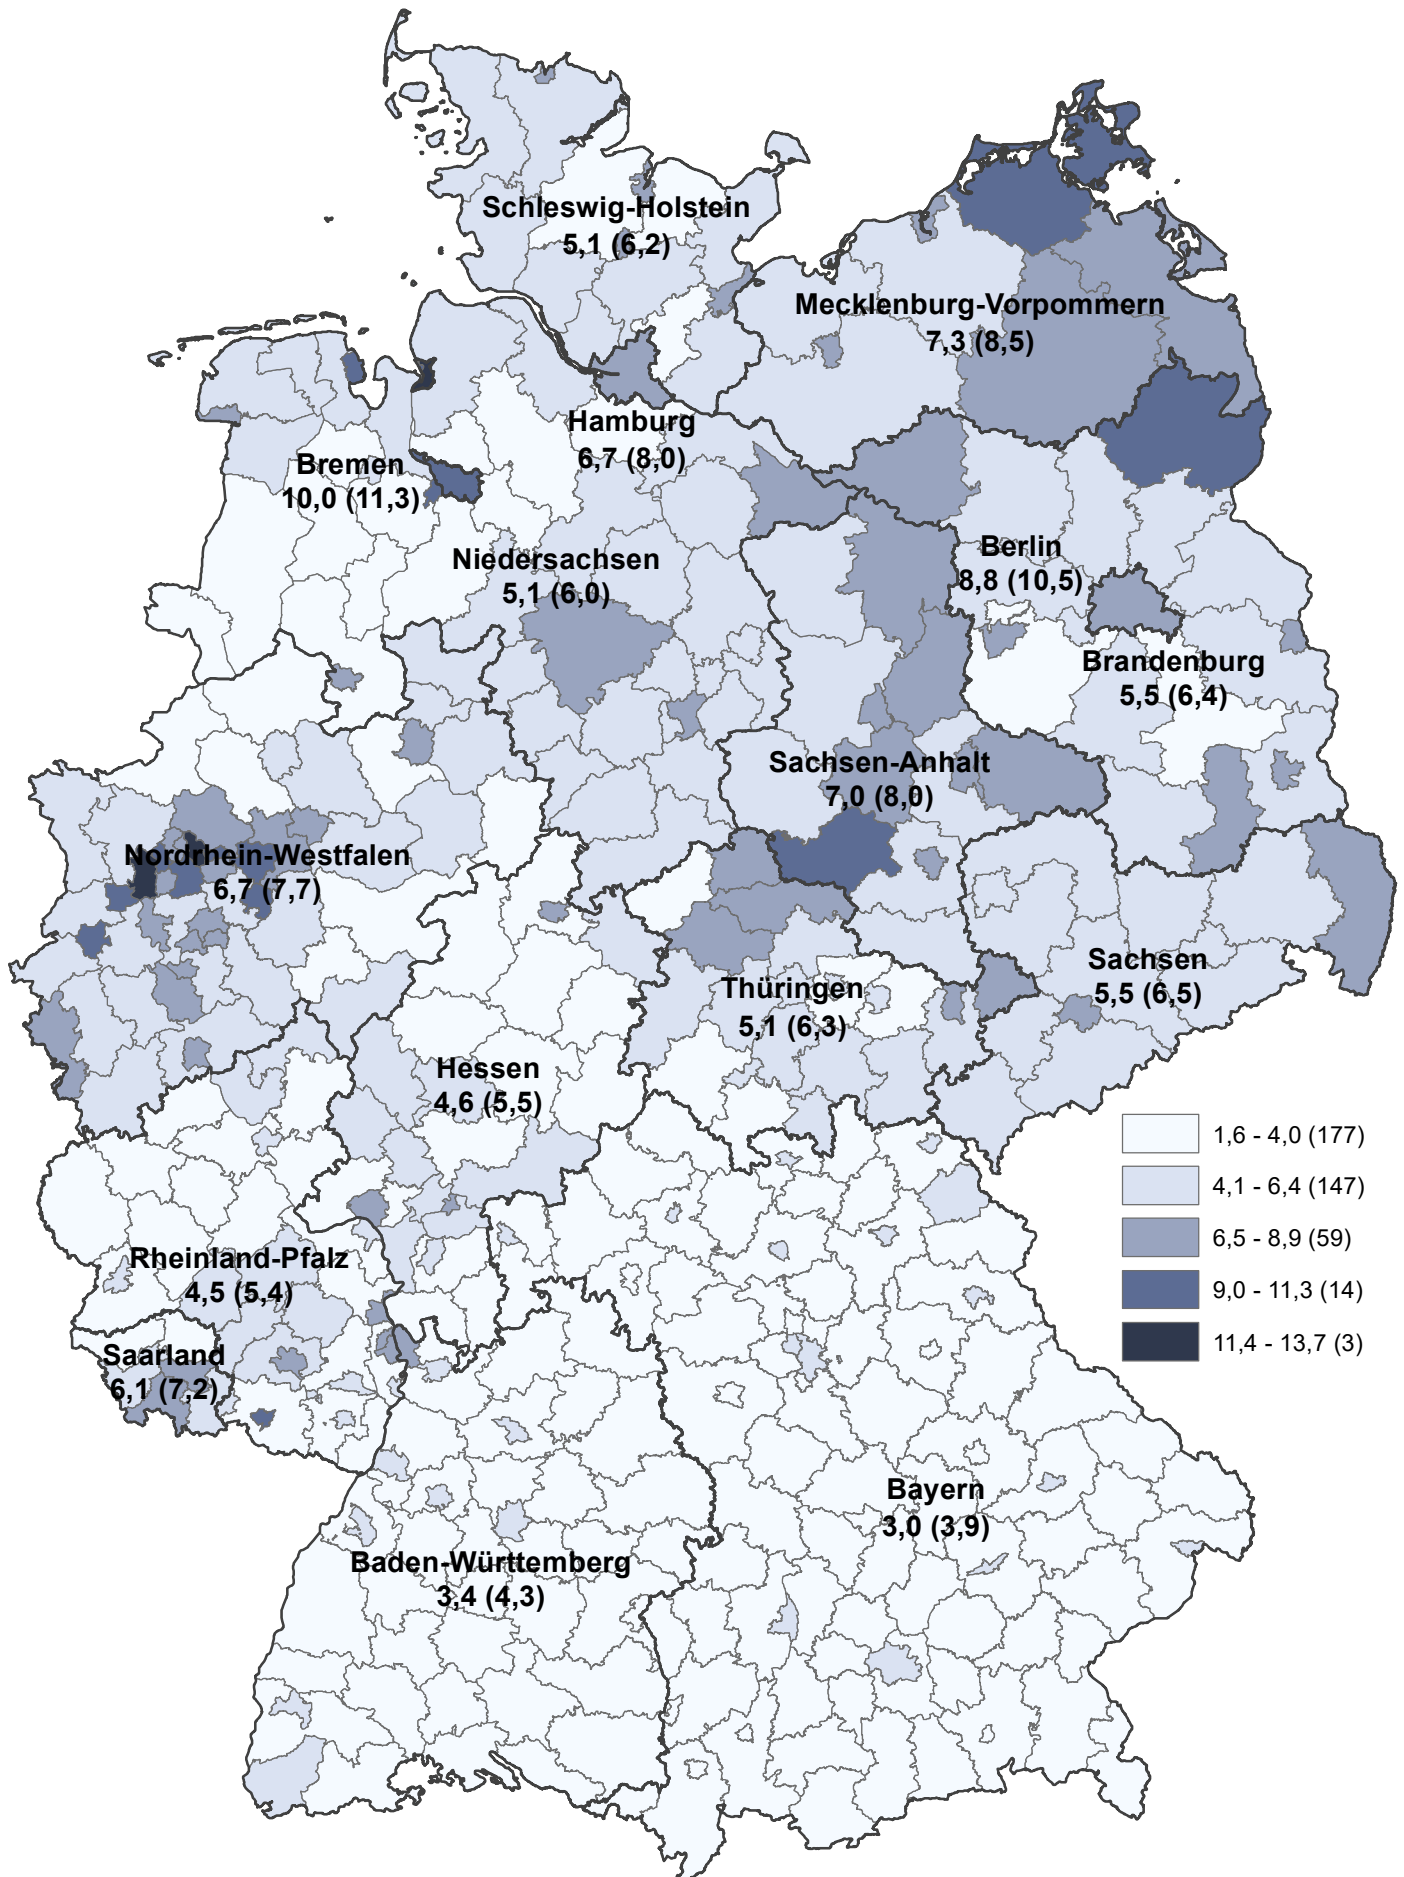 Schleswig-Holstein
5,1 (6,2)
Mecklenburg-Vorpommern
7,3 (8,5)
Hamburg
6,7 (8,0)
Bremen
10,0 (11,3)
Niedersachsen
5,1 (6,0)
Berlin
8,8 (10,5)
Brandenburg
5,5 (6,4)
Sachsen-Anhalt
7,0 (8,0)
Nordrhein-Westfalen
6,7 (7,7)
Sachsen
5,5 (6,5)
Thüringen
5,1 (6,3)
Hessen
4,6 (5,5)
1,6 - 4,0 (177)
4,1 - 6,4 (147)
6,5 - 8,9 (59)
9,0 - 11,3 (14)
11,4 - 13,7 (3)
Rheinland-Pfalz
4,5 (5,4)
Saarland
6,1 (7,2)
Bayern
3,0 (3,9)
Baden-Württemberg
3,4 (4,3)